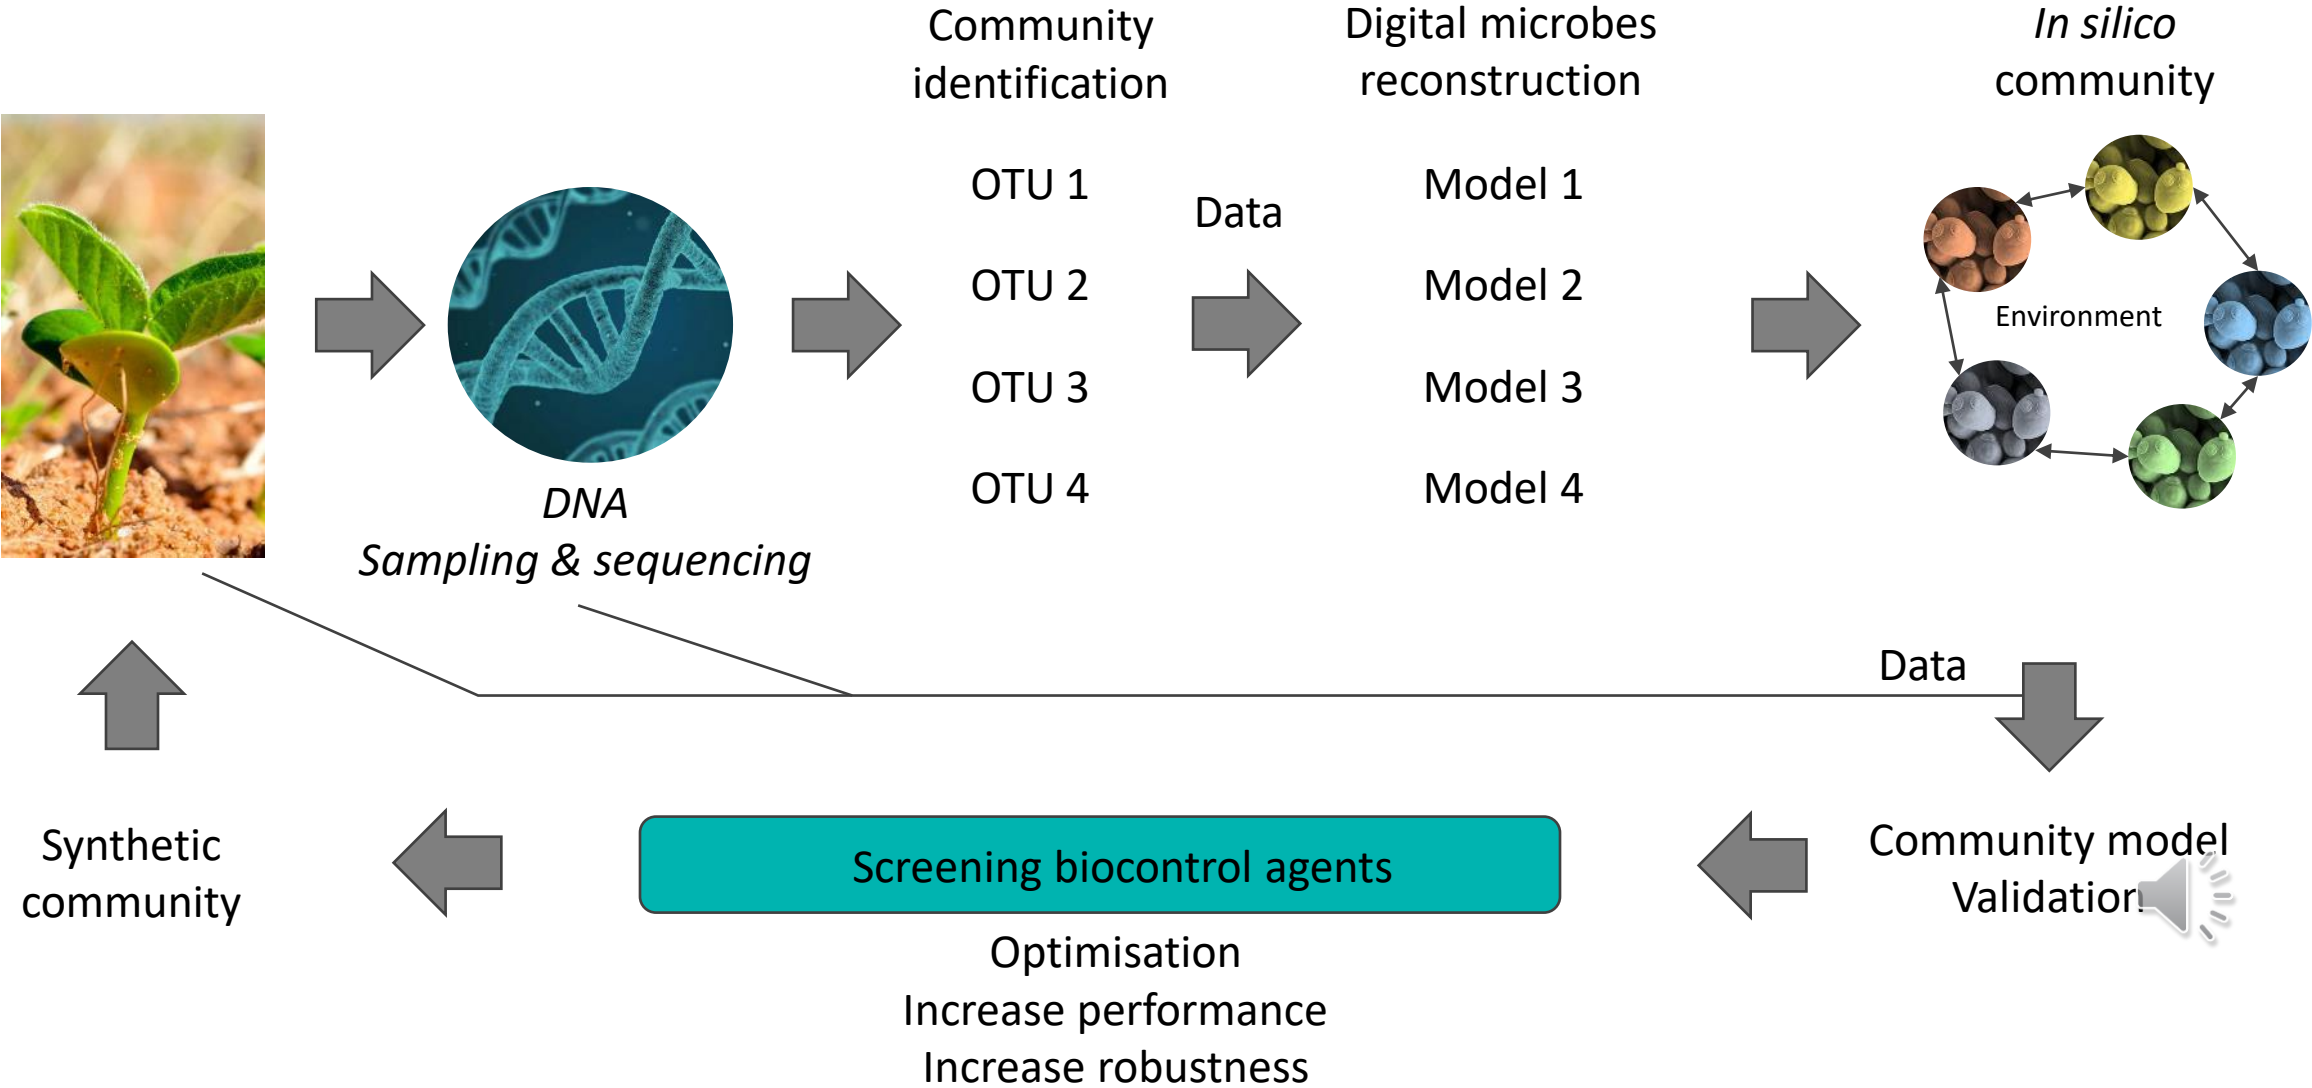 Community
identification
Digital microbes
reconstruction
In silico
community
OTU 1
Data
Model 1
OTU 2
Model 2
Environment
OTU 3
Model 3
OTU 4
Model 4
DNA
Sampling & sequencing
Data
Synthetic
community
Screening biocontrol agents
Community model
Validation
Optimisation
Increase performance
Increase robustness